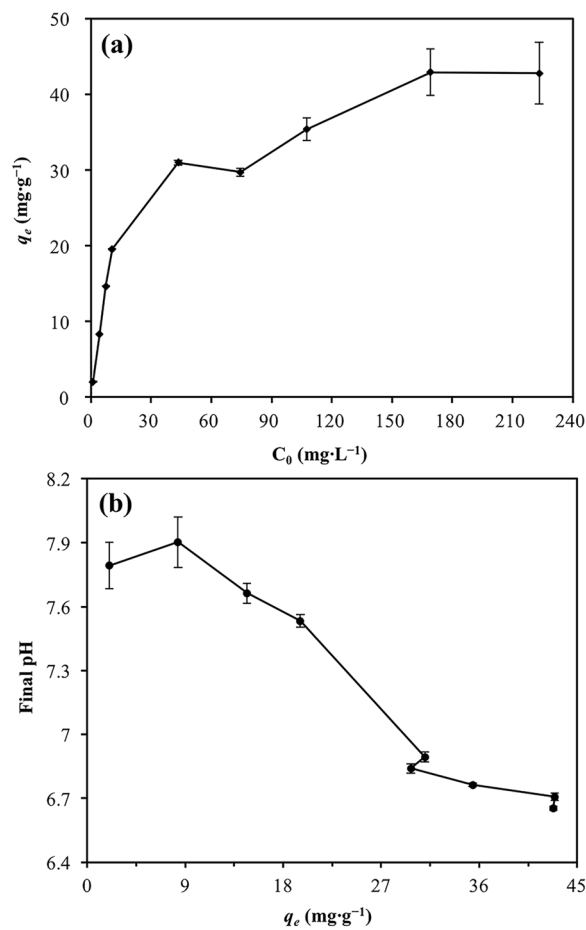 (a)
50
40
30
20
10
0
qₑ (mg·g⁻¹)
0 30 60 90 120 150 180 210 240
C₀ (mg·L⁻¹)
(b)
8.2
7.9
7.6
7.3
7
6.7
6.4
Final pH
0 9 18 27 36 45
qₑ (mg·g⁻¹)